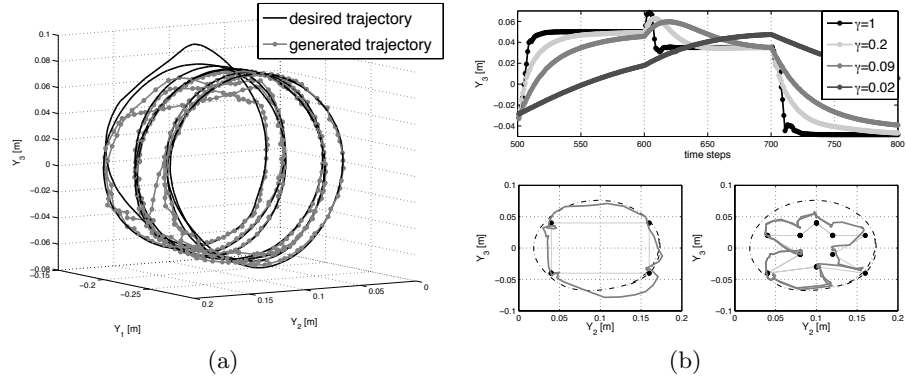 desired trajectory
generated trajectory
0.1
0.08
0.06
0.04
0.02
0
−0.02
−0.04
−0.06
−0.08
Y3 [m]
−0.15
−0.2
−0.25
Y1 [m]
0.2
0.15
0.1
0.05
0
Y2 [m]
(a)
0.06
0.04
0.02
0
−0.02
−0.04
Y3 [m]
500
600
700
800
time steps
γ=1
γ=0.2
γ=0.09
γ=0.02
0.1
0.05
0
−0.05
−0.1
Y3 [m]
0
0.05
0.1
0.15
0.2
Y2 [m]
0.1
0.05
0
−0.05
−0.1
Y3 [m]
0
0.05
0.1
0.15
0.2
Y2 [m]
(b)